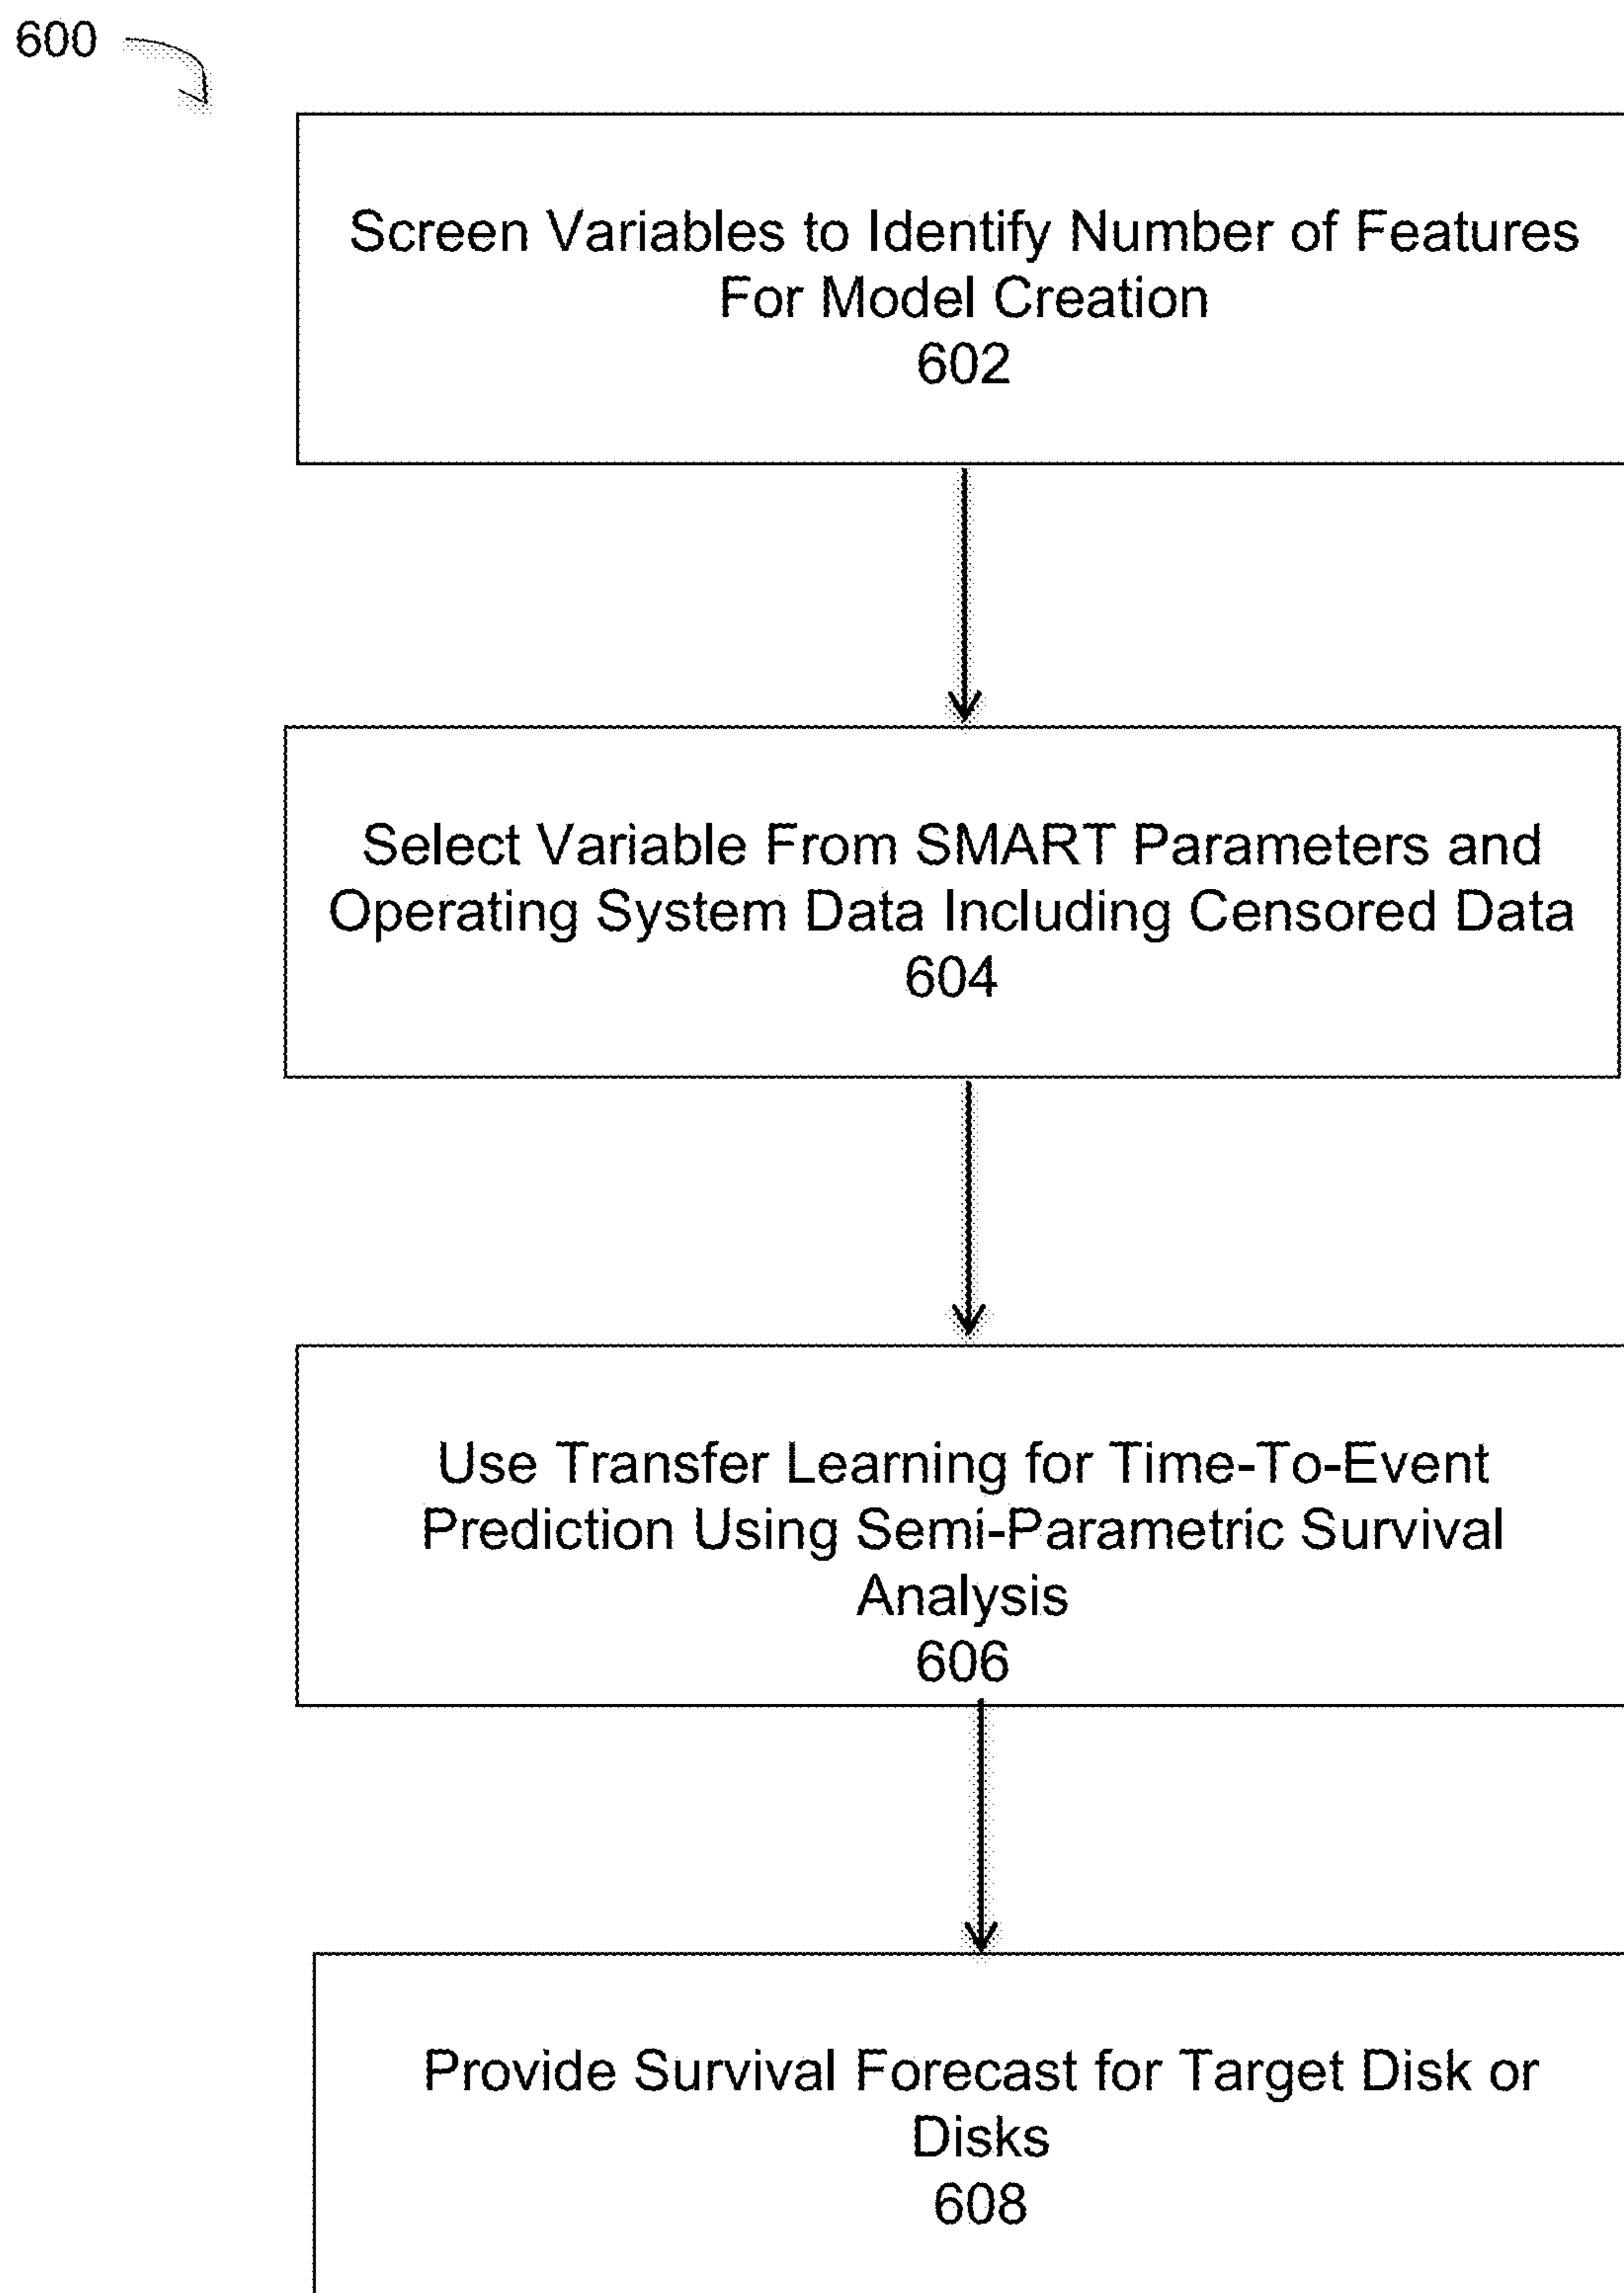 600
Screen Variables to Identify Number of Features
For Model Creation
602
Select Variable From SMART Parameters and
Operating System Data Including Censored Data
604
Use Transfer Learning for Time-To-Event
Prediction Using Semi-Parametric Survival
Analysis
606
Provide Survival Forecast for Target Disk or
Disks
608